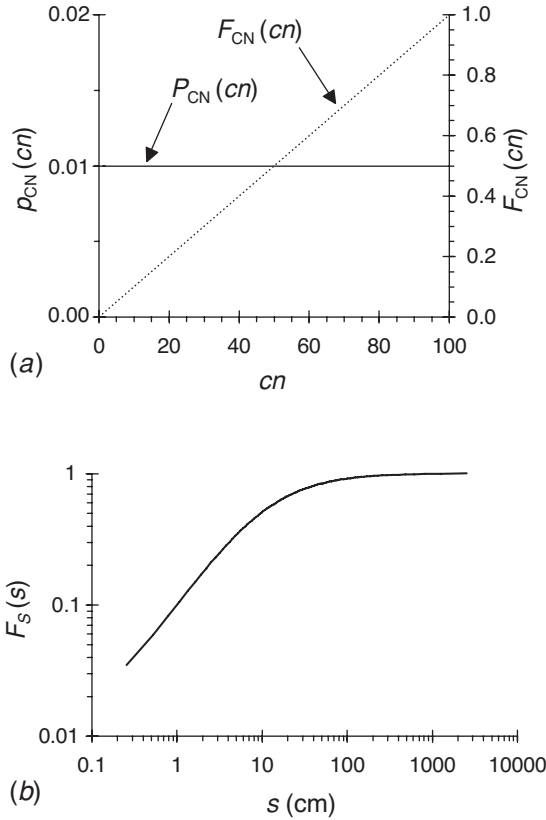 0.02
0.01
0.00
p_CN (cn)
P_CN (cn)
F_CN (cn)
1.0
0.8
0.6
0.4
0.2
0.0
F_CN (cn)
0 20 40 60 80 100
cn
(a)
1
0.1
0.01
F_S (s)
0.1 1 10 100 1000 10000
s (cm)
(b)